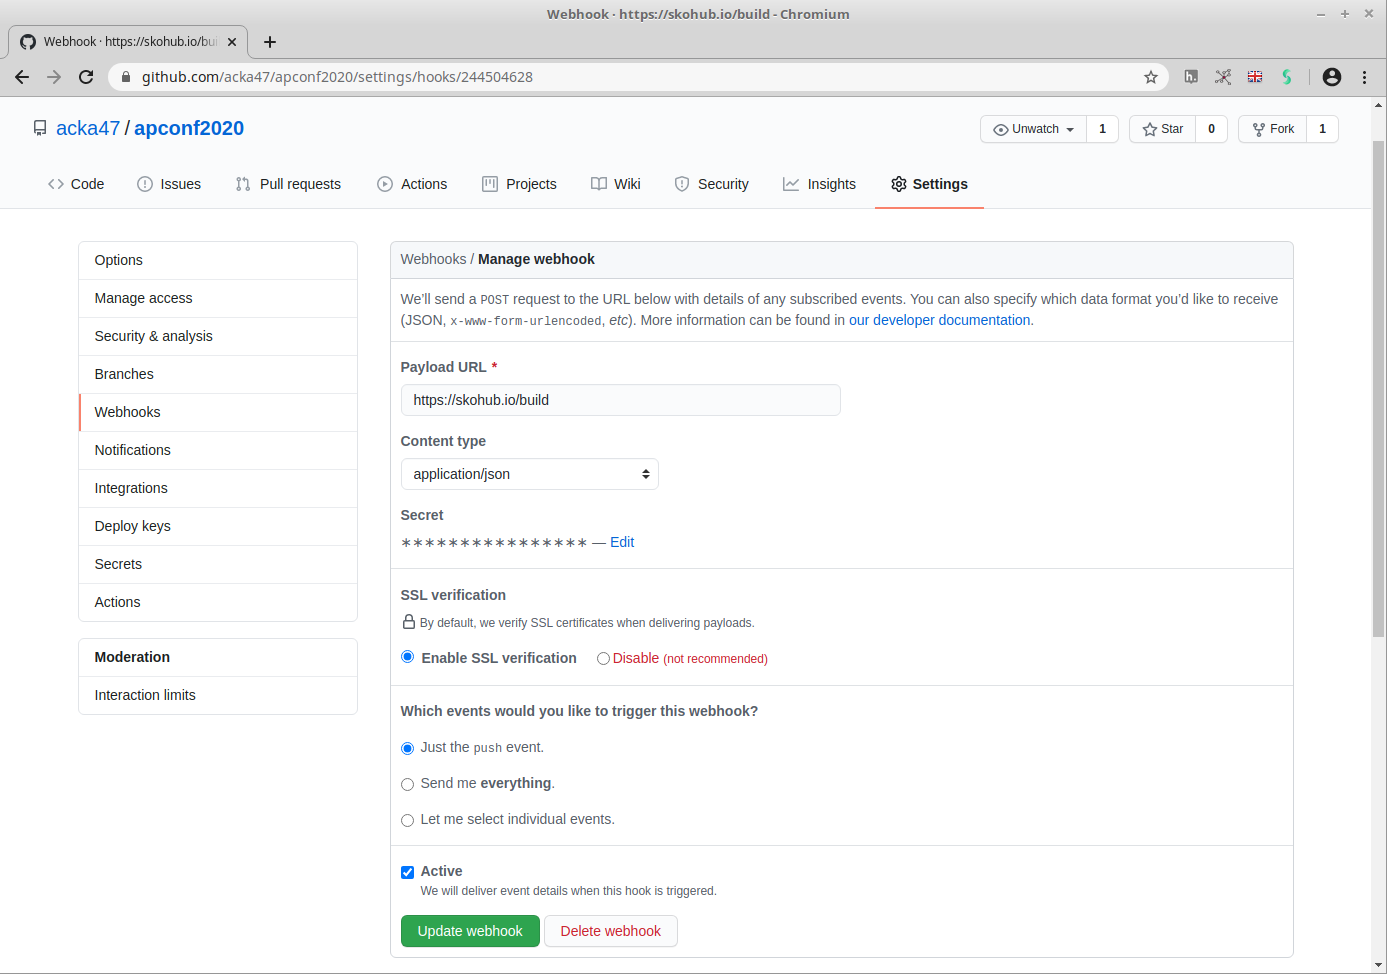 Webhook · https://skohub.io/build - Chromium
Webhook · https://skohub.io/bui
github.com/acka47/apconf2020/settings/hooks/244504628
h.
acka47 / apconf2020
Unwatch 1
Star 0
Fork 1
Code
Issues
Pull requests
Actions
Projects
Wiki
Security
Insights
Settings
Options
Manage access
Security & analysis
Branches
Webhooks
Notifications
Integrations
Deploy keys
Secrets
Actions
Moderation
Interaction limits
Webhooks / Manage webhook
We'll send a POST request to the URL below with details of any subscribed events. You can also specify which data format you'd like to receive
(JSON, x-www-form-urlencoded, etc). More information can be found in our developer documentation.
Payload URL *
https://skohub.io/build
Content type
application/json
Secret
**************** — Edit
SSL verification
By default, we verify SSL certificates when delivering payloads.
Enable SSL verification
Disable (not recommended)
Which events would you like to trigger this webhook?
Just the push event.
Send me everything.
Let me select individual events.
Active
We will deliver event details when this hook is triggered.
Update webhook
Delete webhook